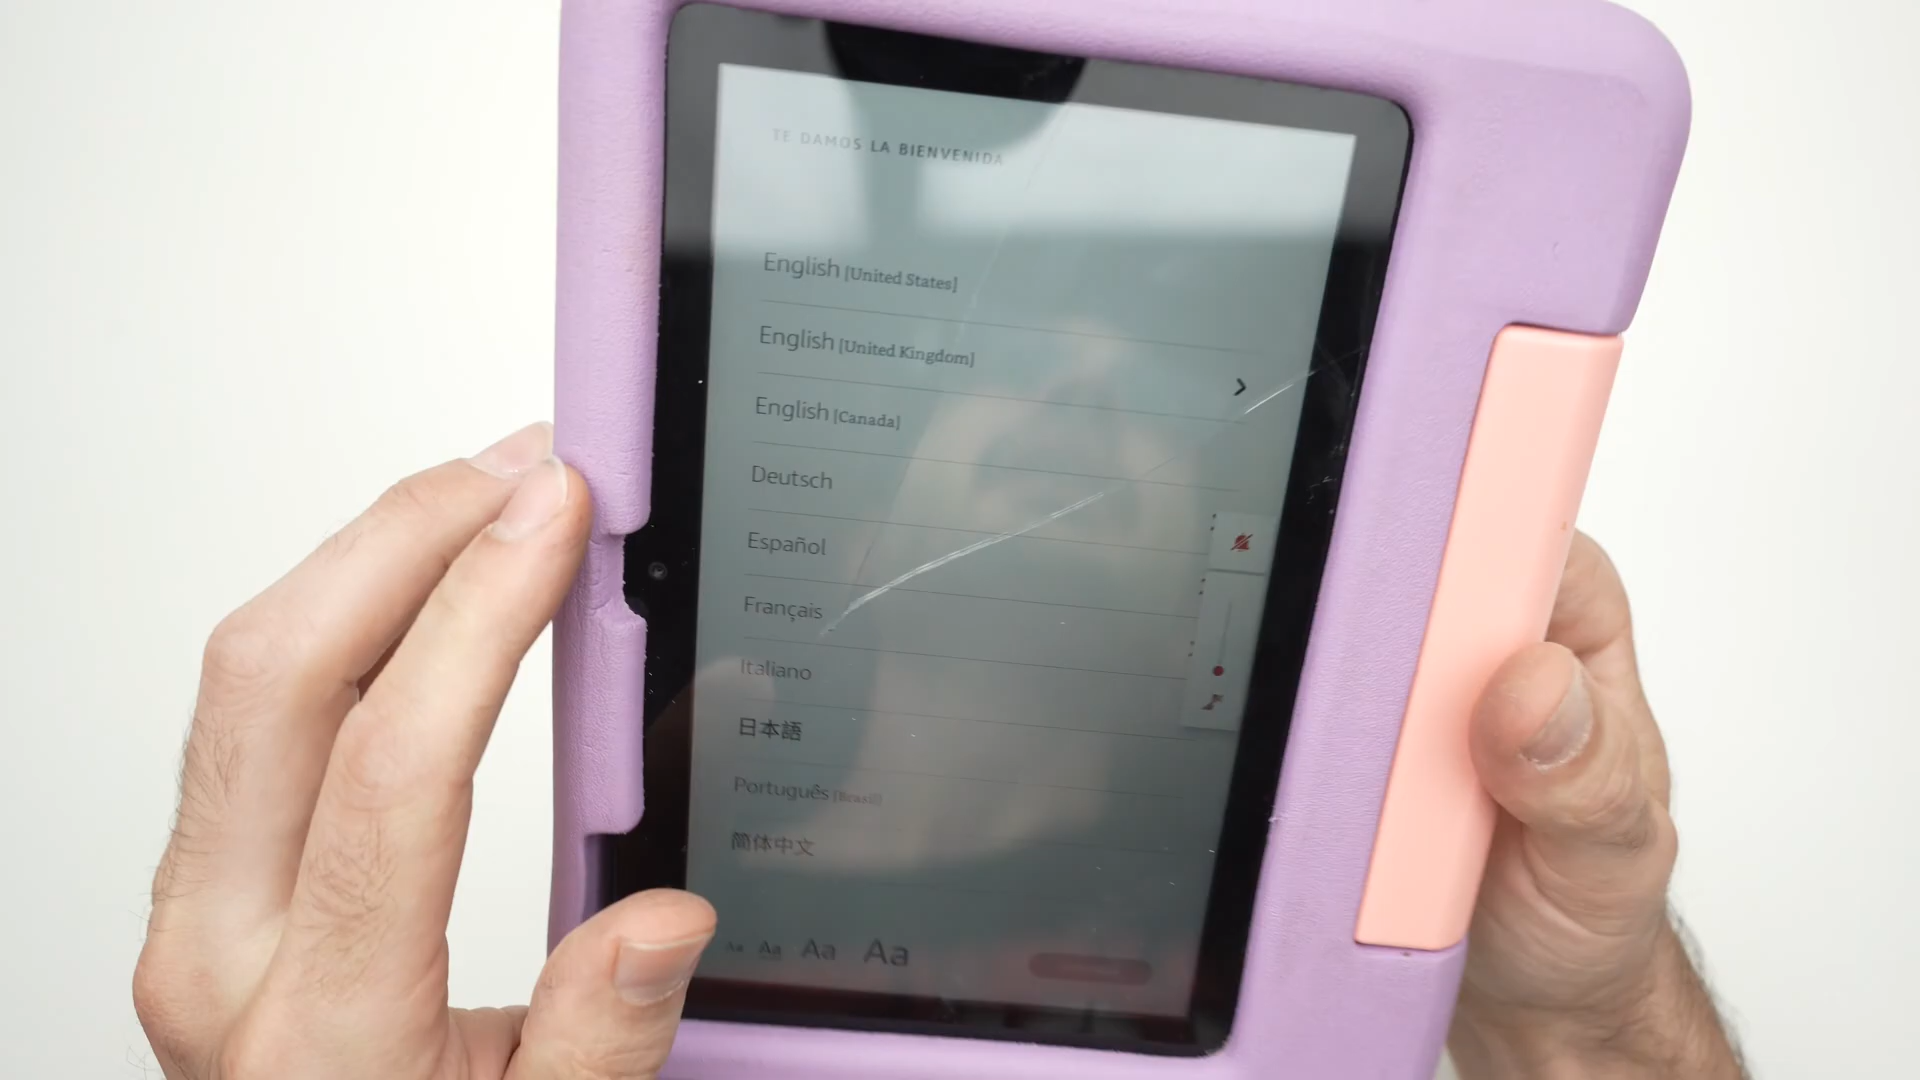 TE DAMOS LA BIENVENIDA
English [United States]
English [United Kingdom]
English [Canada]
Deutsch
Español
Français
Italiano
日本語
Português [Brasil]
简体中文
Aa Aa Aa Aa